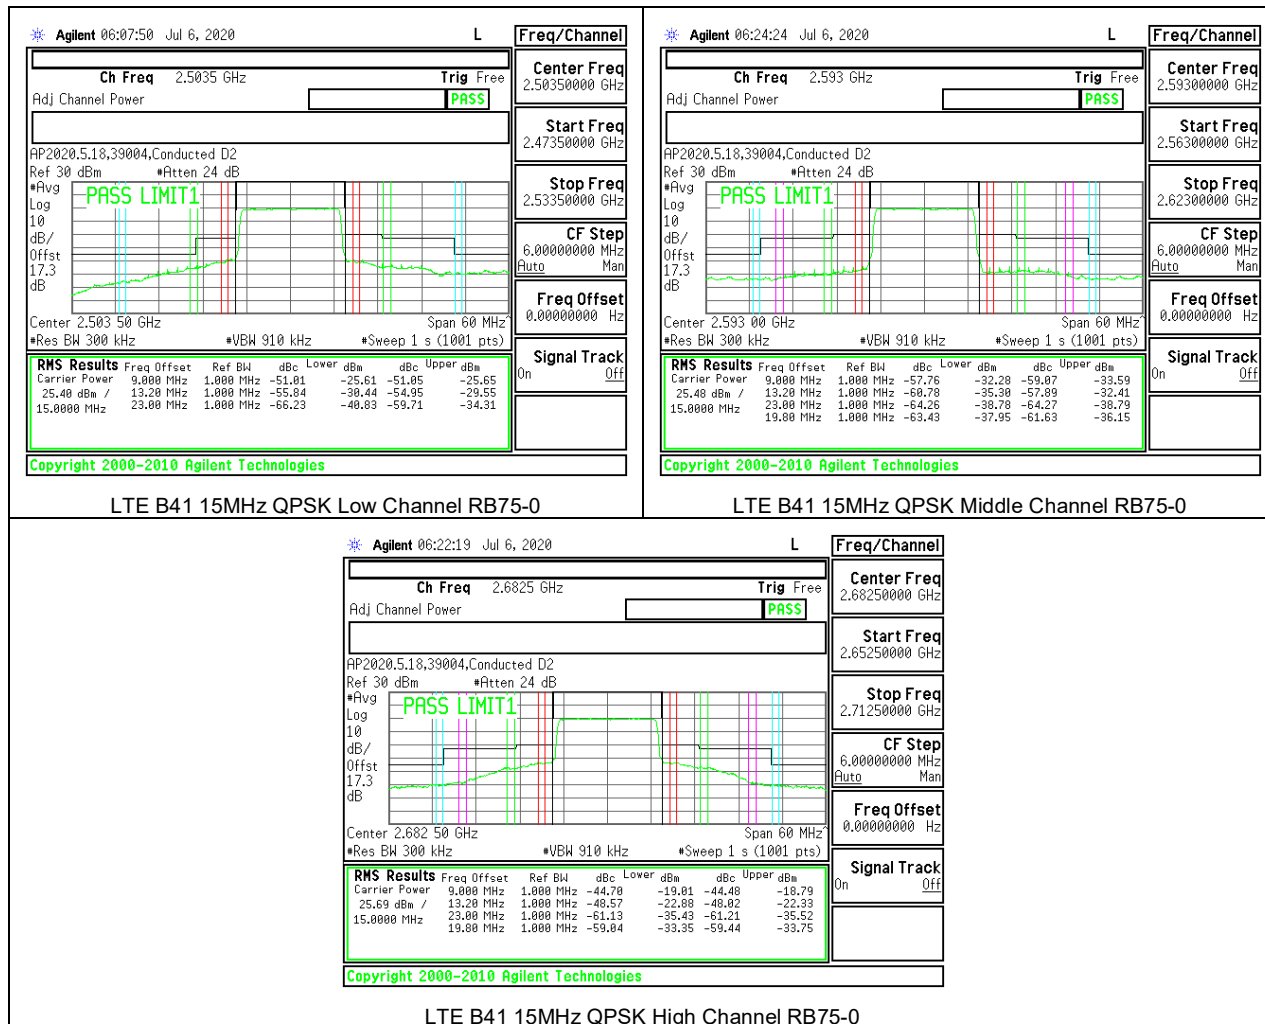 Agilent 06:07:50 Jul 6, 2020 L
Freq/Channel
Ch Freq 2.5035 GHz Trig Free
Adj Channel Power PASS
Center Freq
2.50350000 GHz
Start Freq
2.47350000 GHz
Stop Freq
2.53350000 GHz
CF Step
6.00000000 MHz
Auto Man
Freq Offset
0.00000000 Hz
Signal Track
On Off
AP2020.5.18,39004,Conducted D2
Ref 30 dBm #Atten 24 dB
#Avg
Log
10
dB/
Offst
17.3
dB
PASS LIMIT1
Center 2.503 50 GHz Span 60 MHz^
#Res BW 300 kHz #VBW 910 kHz #Sweep 1 s (1001 pts)
RMS Results Freq Offset Ref BW dBc Lower dBm dBc Upper dBm
Carrier Power 9.000 MHz 1.000 MHz -51.01 -25.61 -51.05 -25.65
25.40 dBm / 13.20 MHz 1.000 MHz -55.84 -30.44 -54.95 -29.55
15.0000 MHz 23.00 MHz 1.000 MHz -66.23 -40.83 -59.71 -34.31
Copyright 2000-2010 Agilent Technologies
LTE B41 15MHz QPSK Low Channel RB75-0
Agilent 06:24:24 Jul 6, 2020 L
Freq/Channel
Ch Freq 2.593 GHz Trig Free
Adj Channel Power PASS
Center Freq
2.59300000 GHz
Start Freq
2.56300000 GHz
Stop Freq
2.62300000 GHz
CF Step
6.00000000 MHz
Auto Man
Freq Offset
0.00000000 Hz
Signal Track
On Off
AP2020.5.18,39004,Conducted D2
Ref 30 dBm #Atten 24 dB
#Avg
Log
10
dB/
Offst
17.3
dB
PASS LIMIT1
Center 2.593 00 GHz Span 60 MHz^
#Res BW 300 kHz #VBW 910 kHz #Sweep 1 s (1001 pts)
RMS Results Freq Offset Ref BW dBc Lower dBm dBc Upper dBm
Carrier Power 9.000 MHz 1.000 MHz -57.76 -32.28 -59.07 -33.59
25.48 dBm / 13.20 MHz 1.000 MHz -60.78 -35.30 -57.89 -32.41
15.0000 MHz 23.00 MHz 1.000 MHz -64.26 -38.78 -64.27 -38.79
19.80 MHz 1.000 MHz -63.43 -37.95 -61.63 -36.15
Copyright 2000-2010 Agilent Technologies
LTE B41 15MHz QPSK Middle Channel RB75-0
Agilent 06:22:19 Jul 6, 2020 L
Freq/Channel
Ch Freq 2.6825 GHz Trig Free
Adj Channel Power PASS
Center Freq
2.68250000 GHz
Start Freq
2.65250000 GHz
Stop Freq
2.71250000 GHz
CF Step
6.00000000 MHz
Auto Man
Freq Offset
0.00000000 Hz
Signal Track
On Off
AP2020.5.18,39004,Conducted D2
Ref 30 dBm #Atten 24 dB
#Avg
Log
10
dB/
Offst
17.3
dB
PASS LIMIT1
Center 2.682 50 GHz Span 60 MHz^
#Res BW 300 kHz #VBW 910 kHz #Sweep 1 s (1001 pts)
RMS Results Freq Offset Ref BW dBc Lower dBm dBc Upper dBm
Carrier Power 9.000 MHz 1.000 MHz -44.70 -19.01 -44.48 -18.79
25.69 dBm / 13.20 MHz 1.000 MHz -48.57 -22.88 -48.02 -22.33
15.0000 MHz 23.00 MHz 1.000 MHz -61.13 -35.43 -61.21 -35.52
19.80 MHz 1.000 MHz -59.04 -33.35 -59.44 -33.75
Copyright 2000-2010 Agilent Technologies
LTE B41 15MHz QPSK High Channel RB75-0